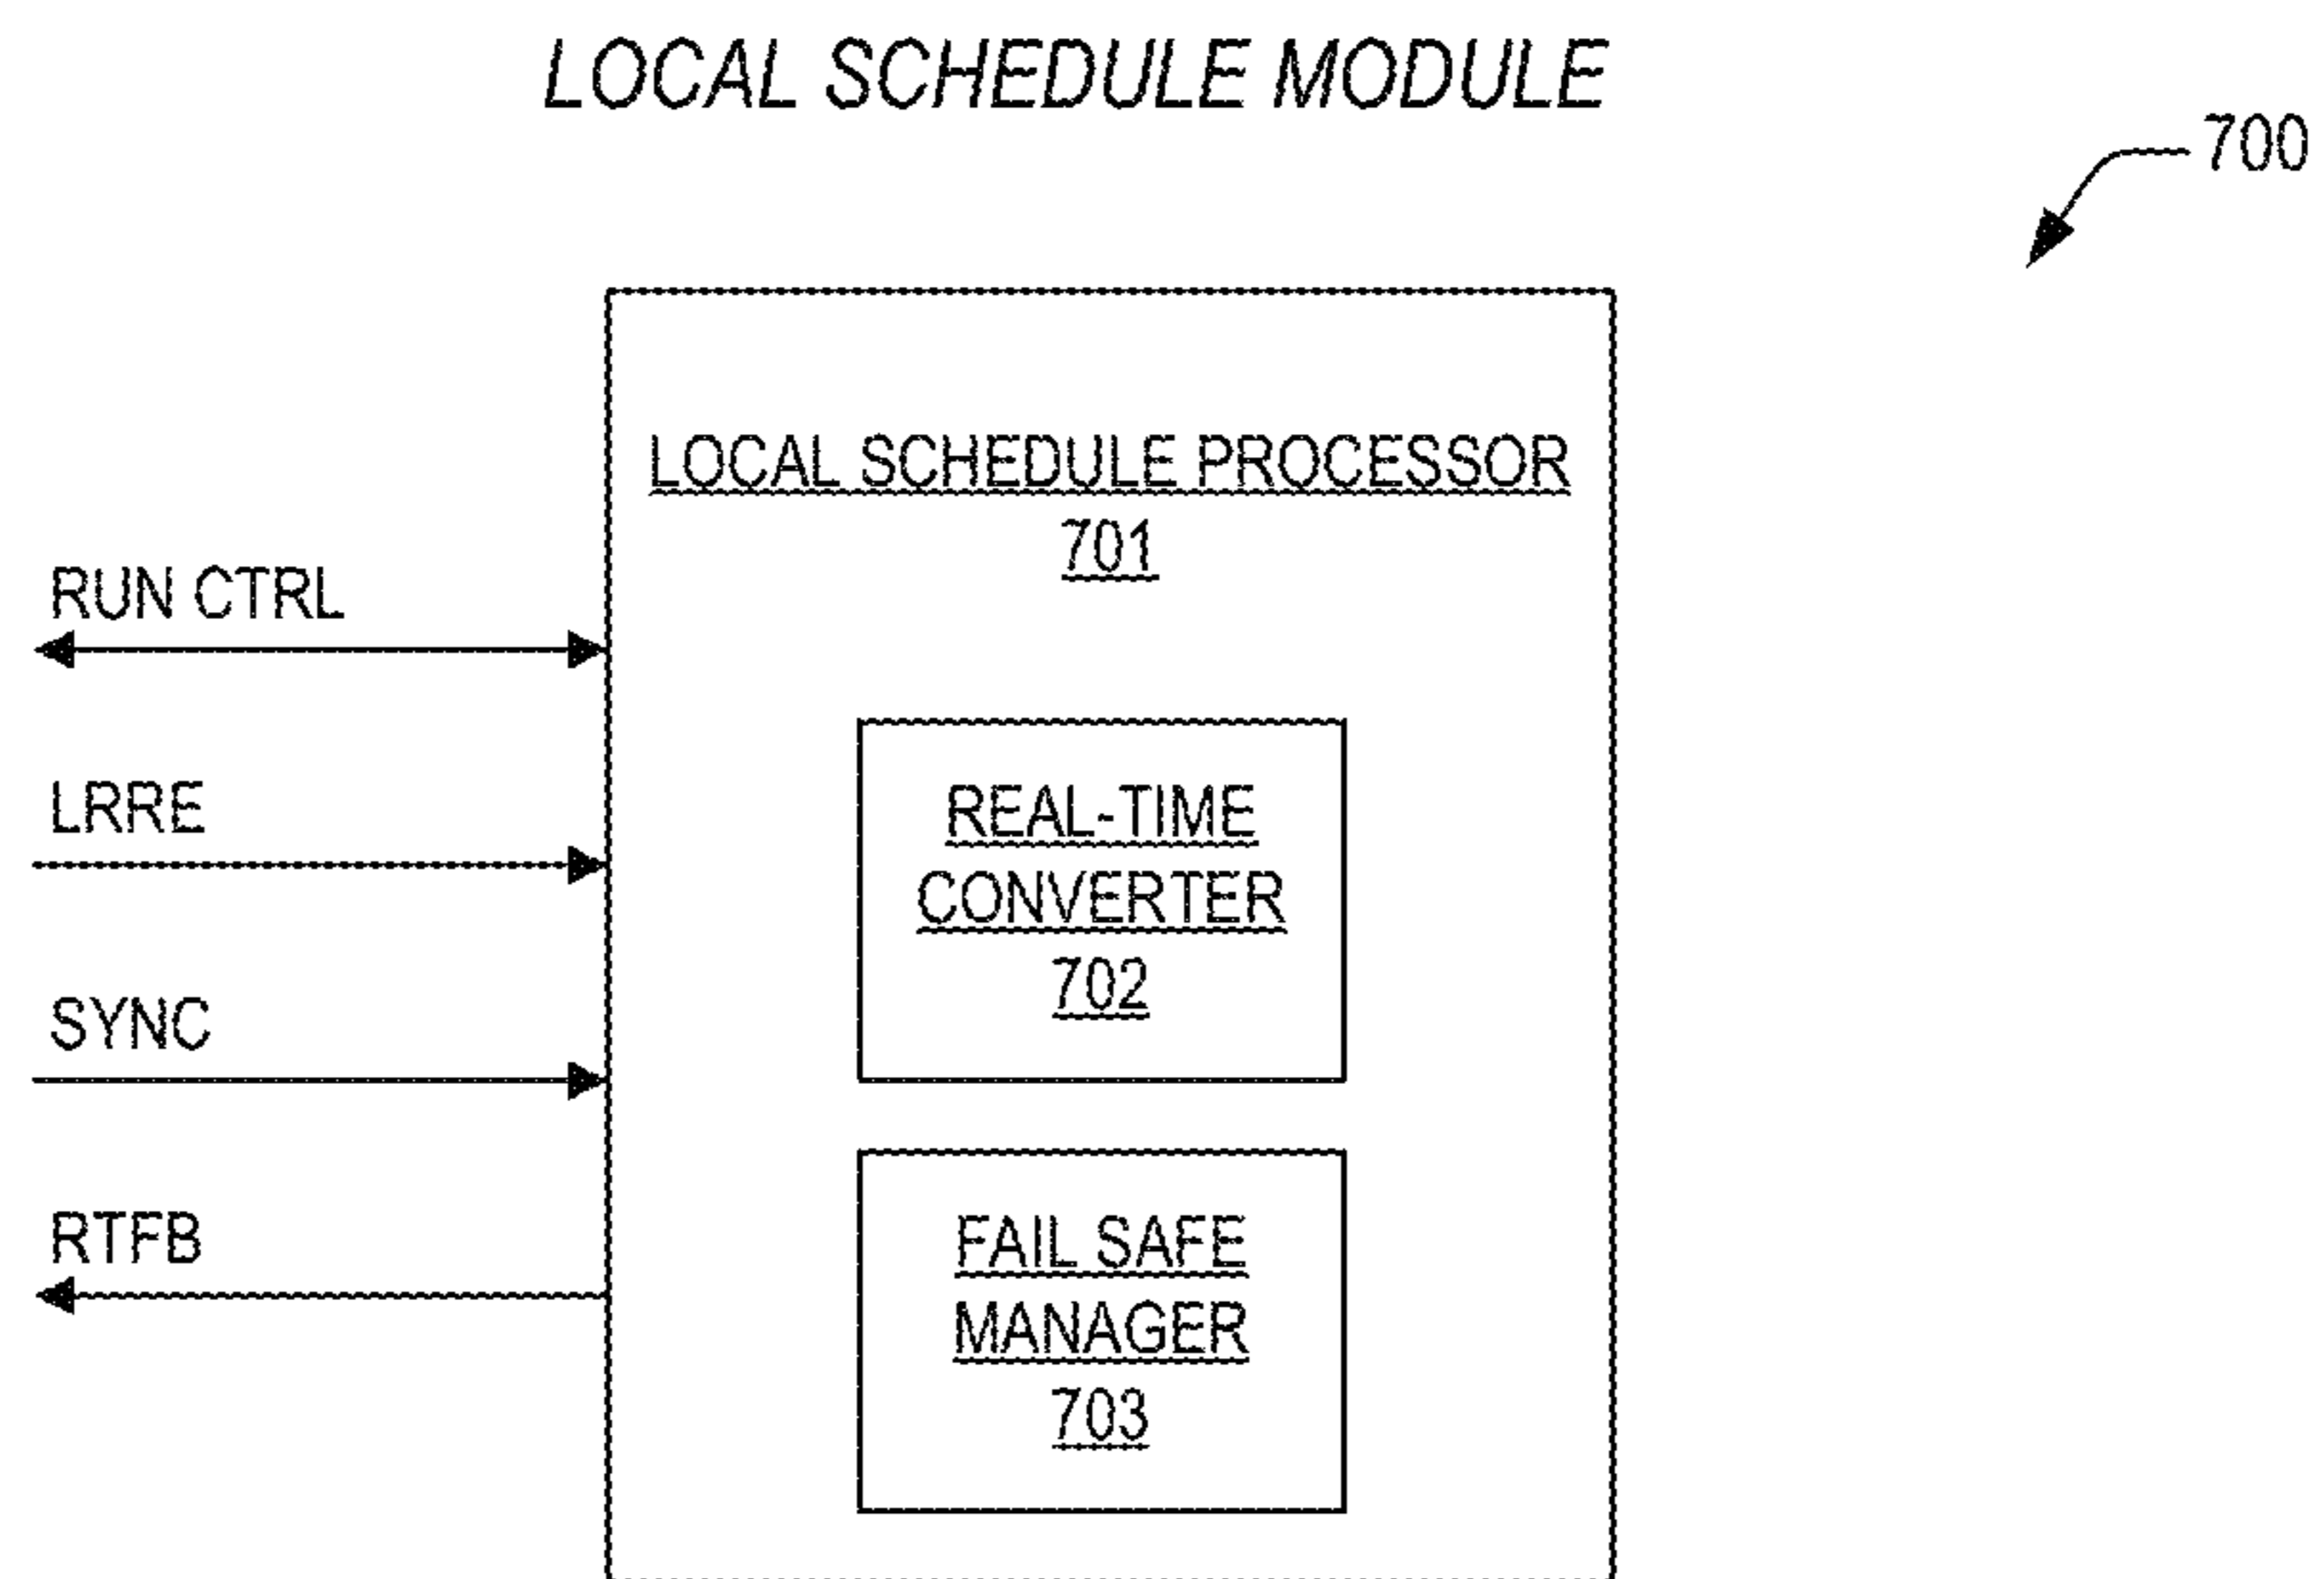 LOCAL SCHEDULE MODULE
700
LOCAL SCHEDULE PROCESSOR
701
RUN CTRL
LRRE
SYNC
RTFB
REAL-TIME
CONVERTER
702
FAIL SAFE
MANAGER
703